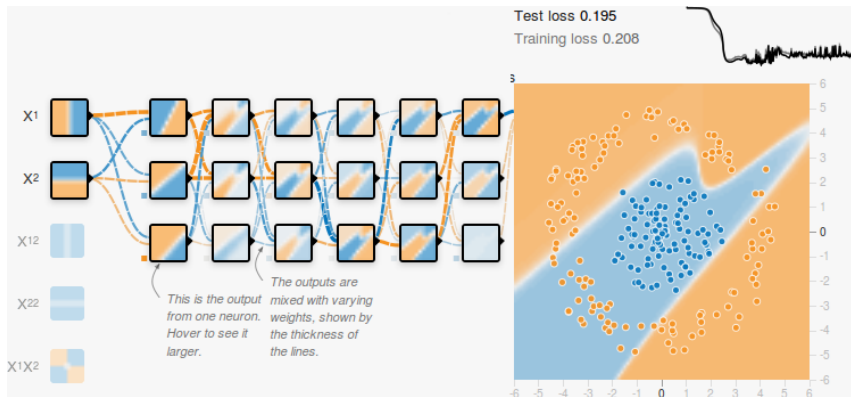 Test loss 0.195
Training loss 0.208
s
X1
X2
X12
X22
X1X2
This is the output
from one neuron.
Hover to see it
larger.
The outputs are
mixed with varying
weights, shown by
the thickness of
the lines.
6
5
4
3
2
1
0
-1
-2
-3
-4
-5
-6
-6 -5 -4 -3 -2 -1 0 1 2 3 4 5 6